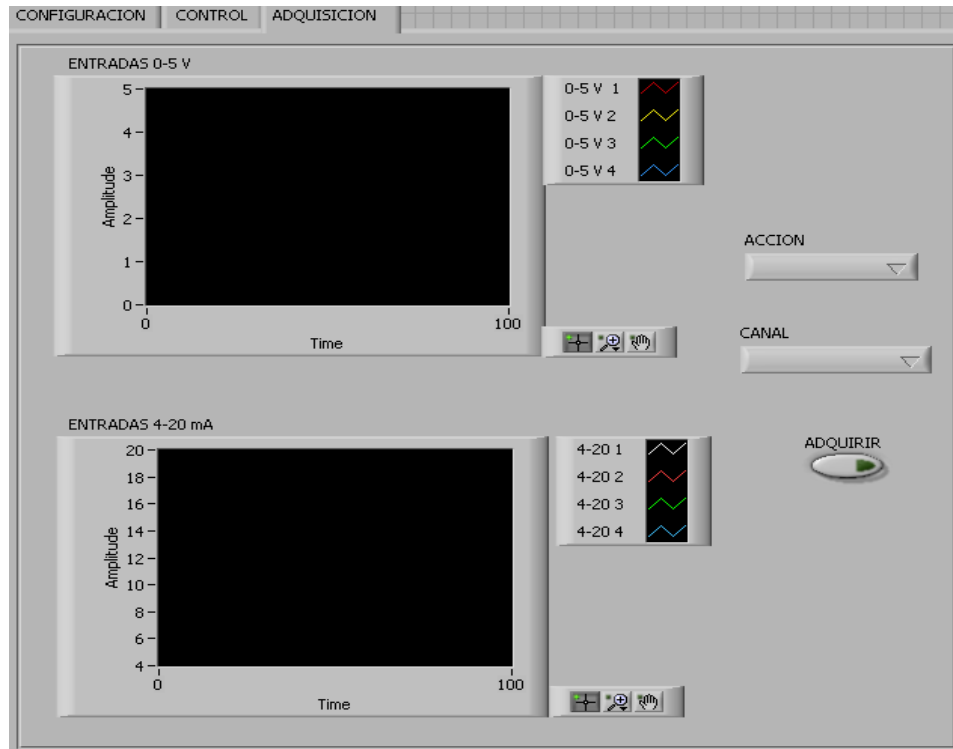 CONFIGURACION CONTROL ADQUISICION
ENTRADAS 0-5 V
5
4
3
2
1
0
Amplitude
0 100
Time
0-5 V 1
0-5 V 2
0-5 V 3
0-5 V 4
ACCION
CANAL
ENTRADAS 4-20 mA
20
18
16
14
12
10
8
6
4
Amplitude
0 100
Time
4-20 1
4-20 2
4-20 3
4-20 4
ADQUIRIR